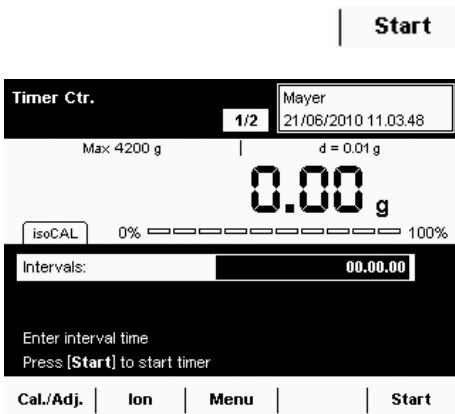 Start
Timer Ctr.
1/2
Mayer
21/06/2010 11.03.48
Max 4200 g
d = 0.01 g
0.00 g
isoCAL
0%
100%
Intervals:
00.00.00
Enter interval time
Press [Start] to start timer
Cal./Adj.
Ion
Menu
Start